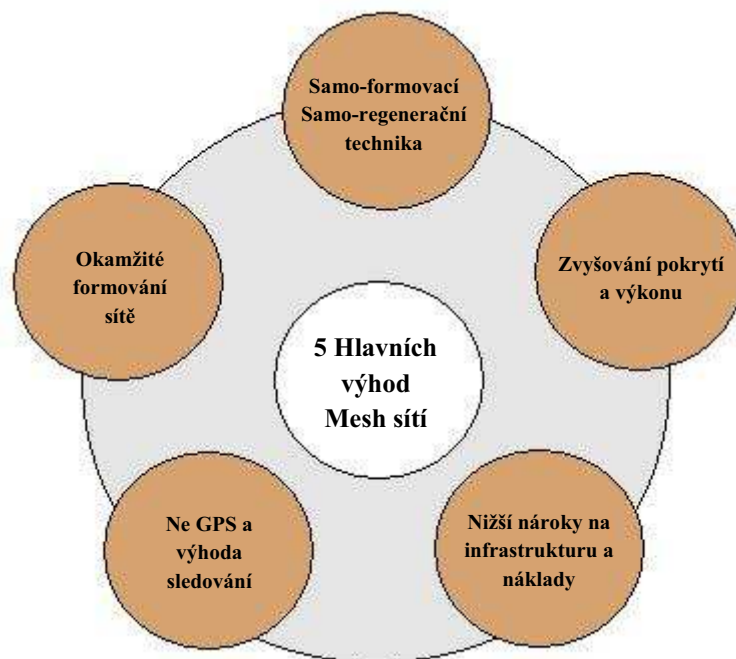 Samo-formovací
Samo-regenerační
technika
Okamžité
formování
sítě
Zvyšování pokrytí
a výkonu
5 Hlavních
výhod
Mesh sítí
Ne GPS a
výhoda
sledování
Nižší nároky na
infrastrukturu a
náklady